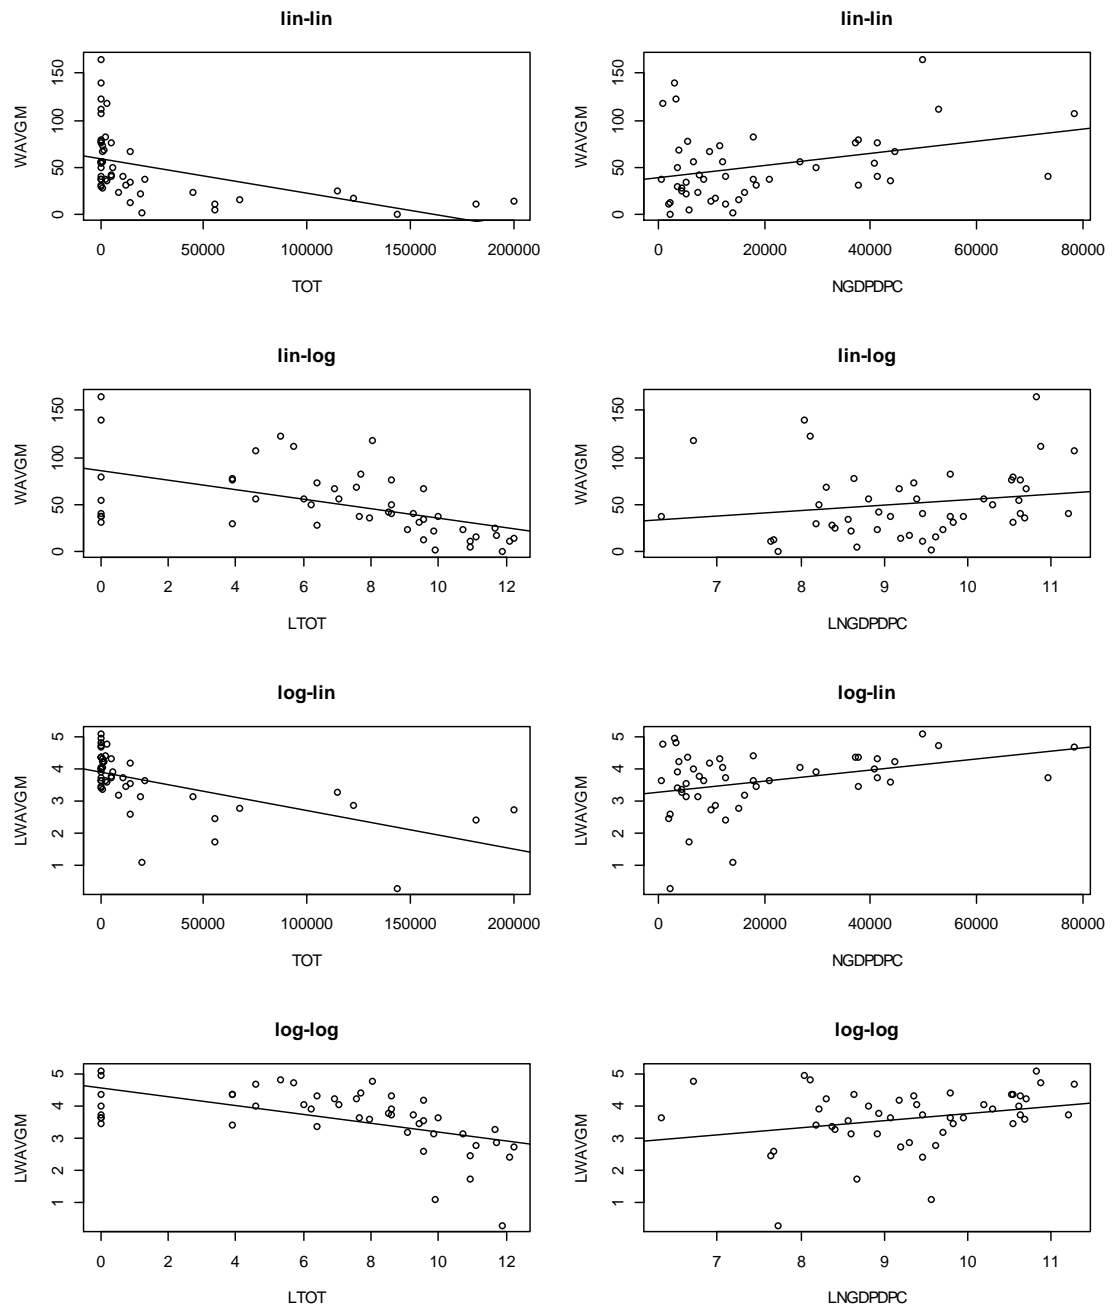 lin-lin
WAVGM
0 50 100 150
0 50000 100000 150000 200000
TOT
lin-lin
WAVGM
0 50 100 150
0 20000 40000 60000 80000
NGDPDPC
lin-log
WAVGM
0 50 100 150
0 2 4 6 8 10 12
LTOT
lin-log
WAVGM
0 50 100 150
7 8 9 10 11
LNGDPDPC
log-lin
LWAVGM
1 2 3 4 5
0 50000 100000 150000 200000
TOT
log-lin
LWAVGM
1 2 3 4 5
0 20000 40000 60000 80000
NGDPDPC
log-log
LWAVGM
1 2 3 4 5
0 2 4 6 8 10 12
LTOT
log-log
LWAVGM
1 2 3 4 5
7 8 9 10 11
LNGDPDPC